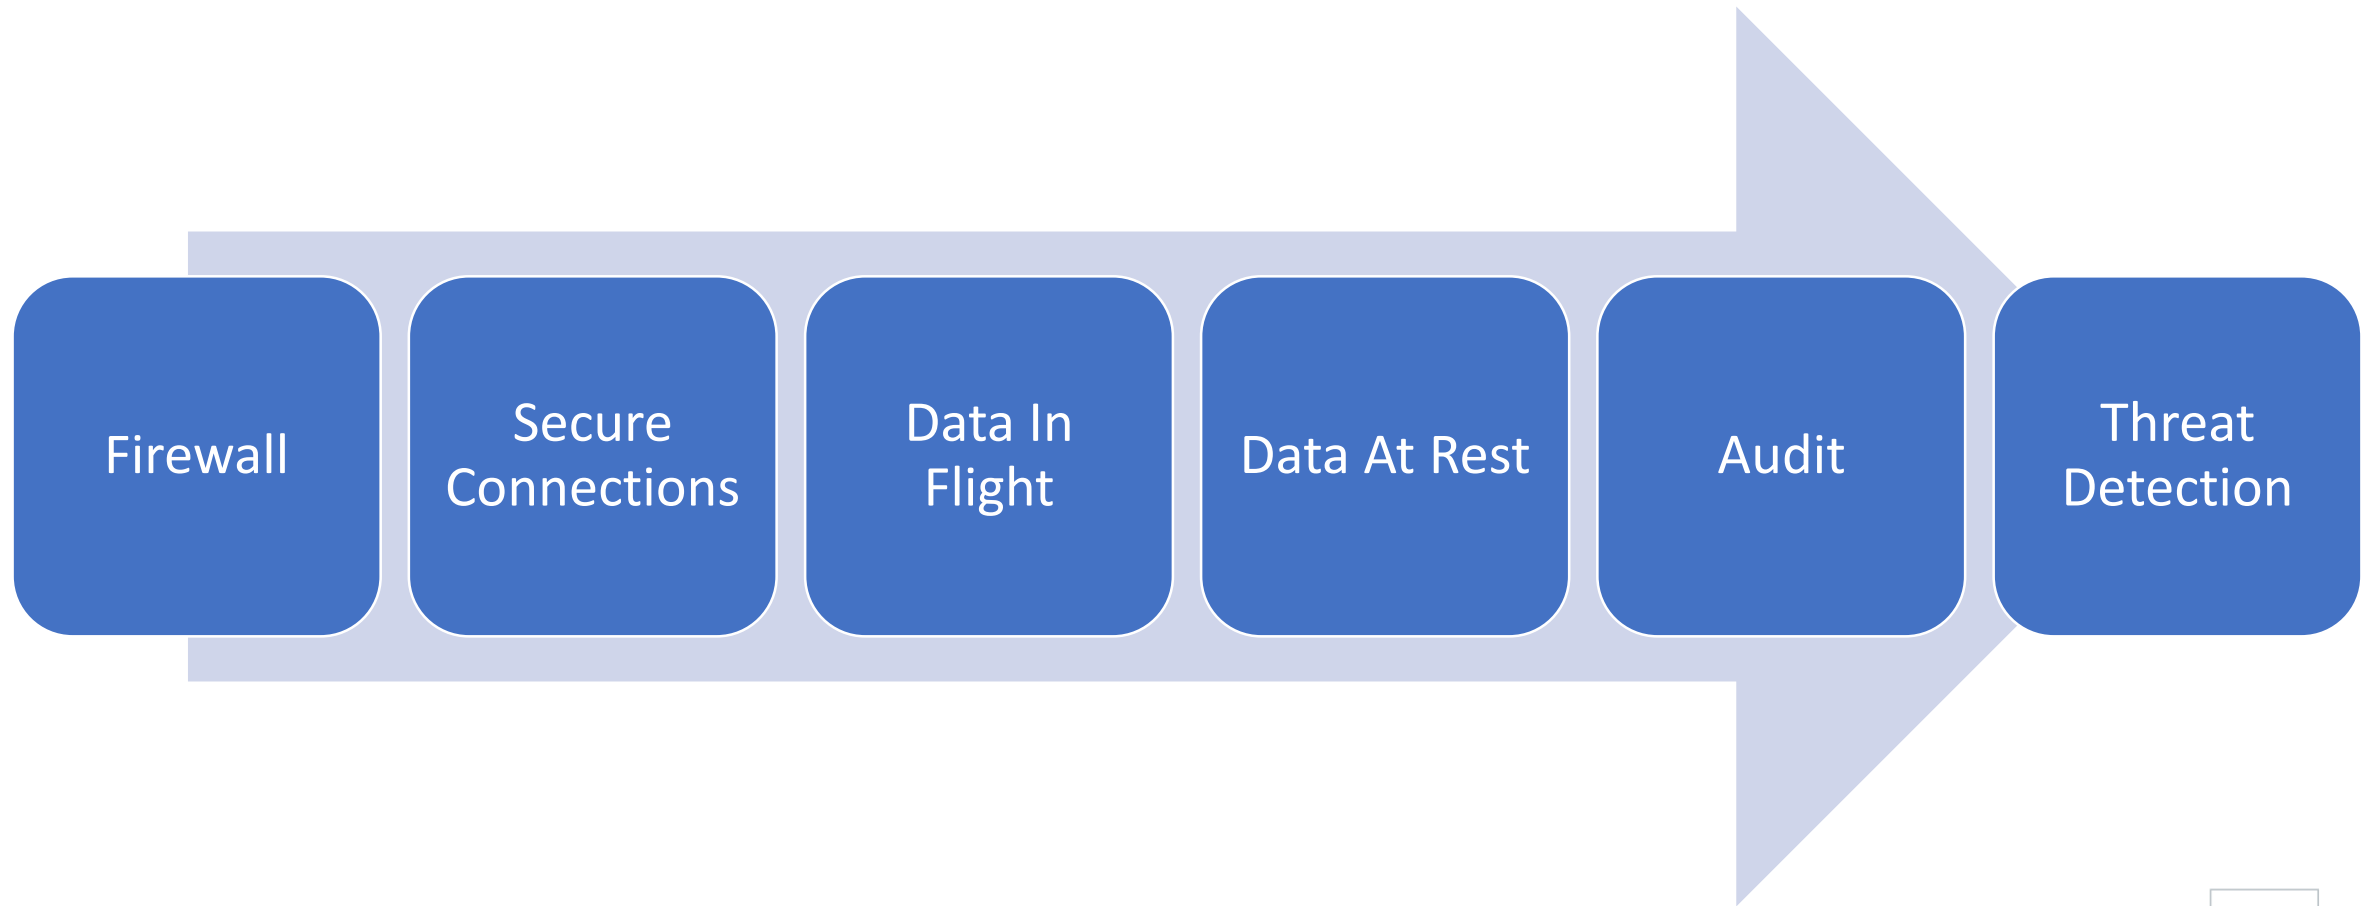 Firewall
Secure
Connections
Data In
Flight
Data At Rest
Audit
Threat
Detection